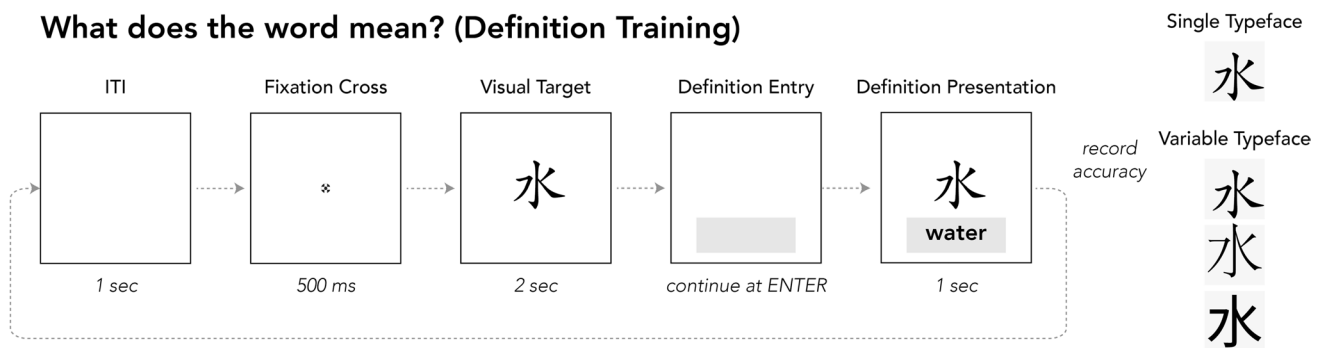 What does the word mean? (Definition Training)
ITI
Fixation Cross
Visual Target
Definition Entry
Definition Presentation
水
水
water
1 sec
500 ms
2 sec
continue at ENTER
1 sec
record
accuracy
Single Typeface
水
Variable Typeface
水
水
水